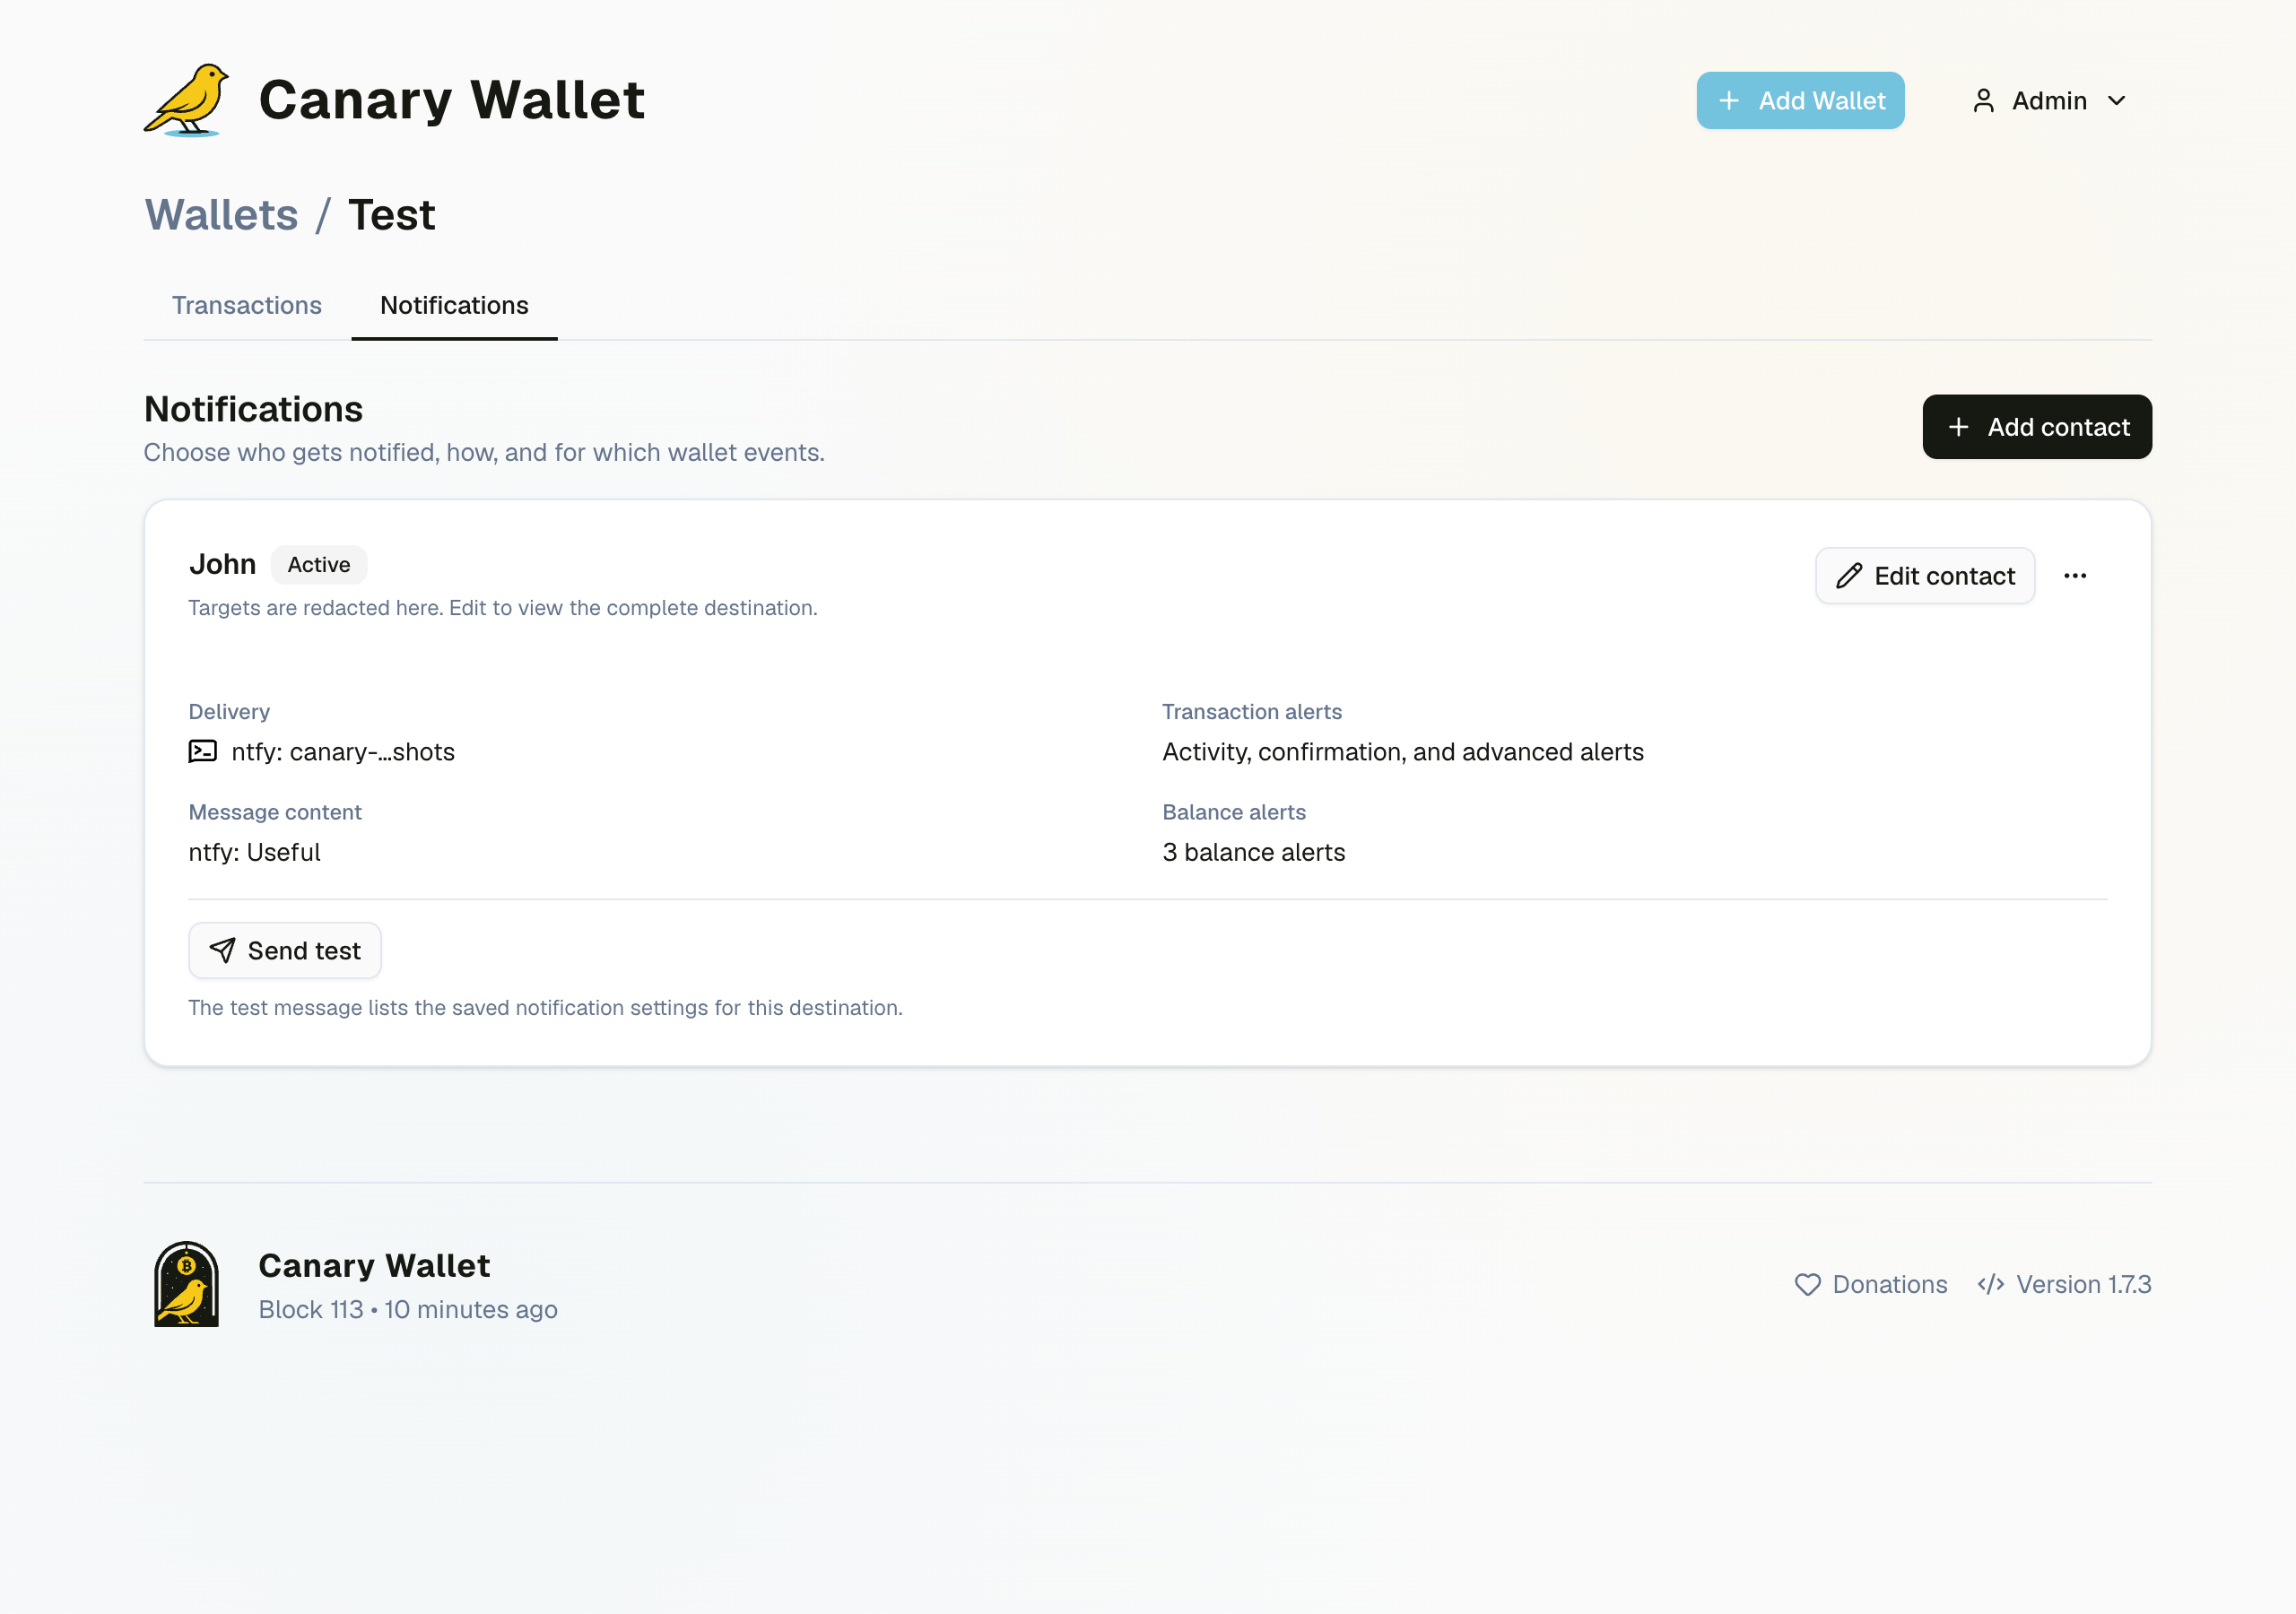 Canary Wallet
+ Add Wallet
Admin
Wallets / Test
Transactions
Notifications
Notifications
Choose who gets notified, how, and for which wallet events.
+ Add contact
John
Active
Targets are redacted here. Edit to view the complete destination.
Edit contact
Delivery
ntfy: canary-…shots
Transaction alerts
Activity, confirmation, and advanced alerts
Message content
ntfy: Useful
Balance alerts
3 balance alerts
Send test
The test message lists the saved notification settings for this destination.
Canary Wallet
Block 113 • 10 minutes ago
Donations
Version 1.7.3